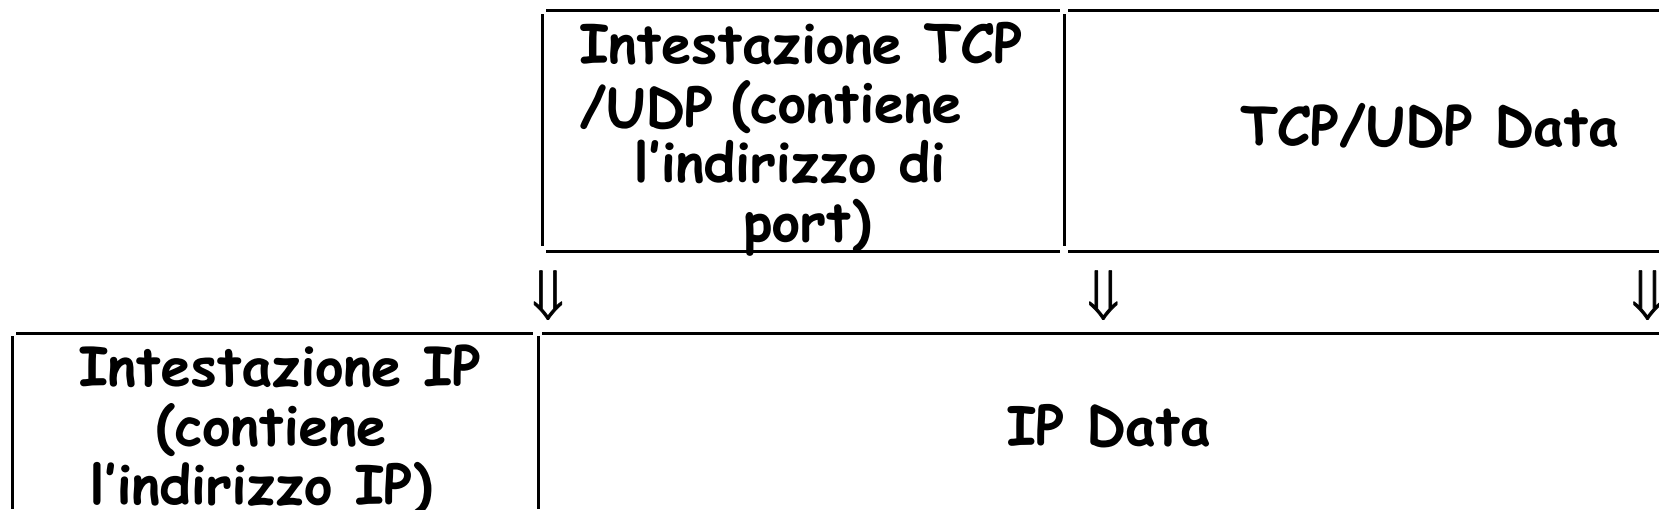 Intestazione TCP
/UDP (contiene
l'indirizzo di
port)
TCP/UDP Data
⇓ ⇓ ⇓
Intestazione IP
(contiene
l'indirizzo IP)
IP Data